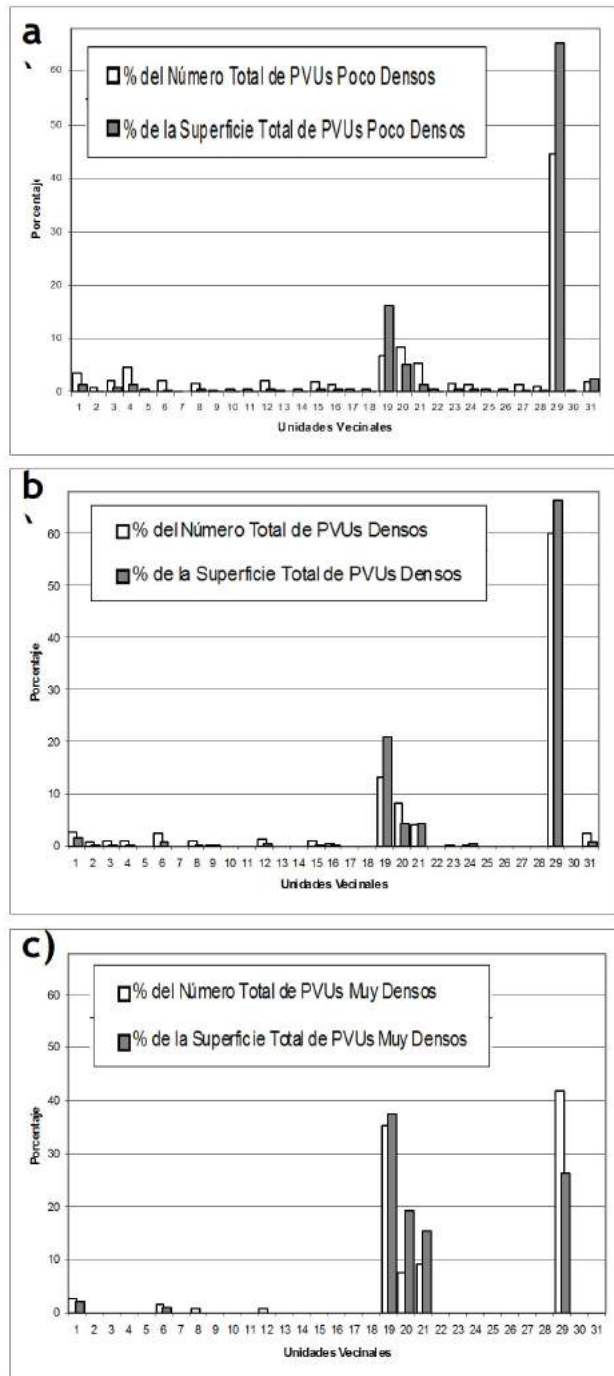 a
% del Número Total de PVUs Poco Densos
% de la Superficie Total de PVUs Poco Densos
Porcentaje
60
50
40
30
20
10
0
1 2 3 4 5 6 7 8 9 10 11 12 13 14 15 16 17 18 19 20 21 22 23 24 25 26 27 28 29 30 31
Unidades Vecinales
b
% del Número Total de PVUs Densos
% de la Superficie Total de PVUs Densos
Porcentaje
60
50
40
30
20
10
0
1 2 3 4 5 6 7 8 9 10 11 12 13 14 15 16 17 18 19 20 21 22 23 24 25 26 27 28 29 30 31
Unidades Vecinales
c)
% del Número Total de PVUs Muy Densos
% de la Superficie Total de PVUs Muy Densos
Porcentaje
60
50
40
30
20
10
0
1 2 3 4 5 6 7 8 9 10 11 12 13 14 15 16 17 18 19 20 21 22 23 24 25 26 27 28 29 30 31
Unidades Vecinales